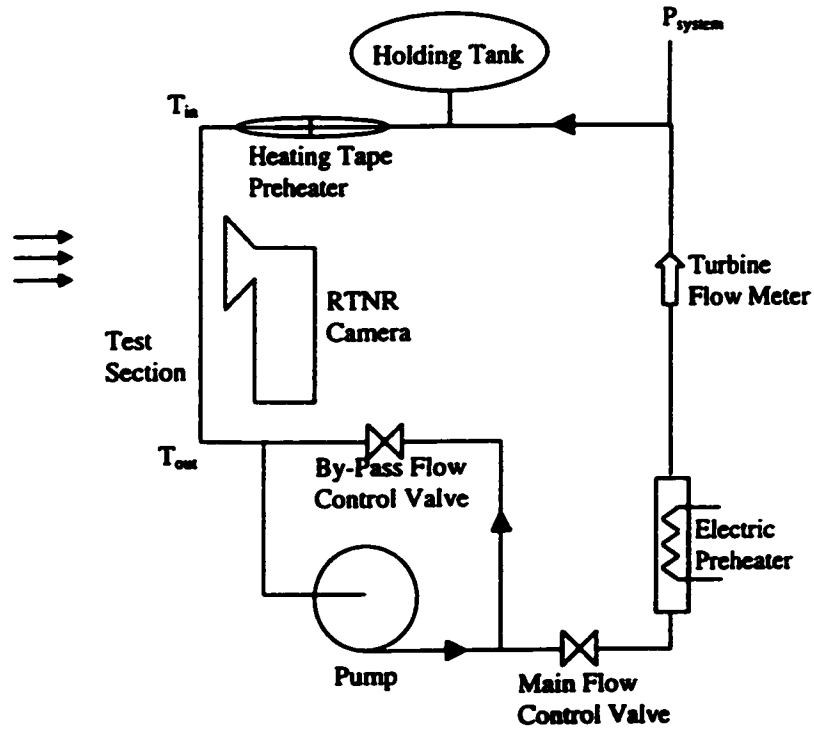 P_system
Holding Tank
T_in
Heating Tape
Preheater
Turbine
Flow Meter
RTNR
Camera
Test
Section
T_out
By-Pass Flow
Control Valve
Electric
Preheater
Pump
Main Flow
Control Valve